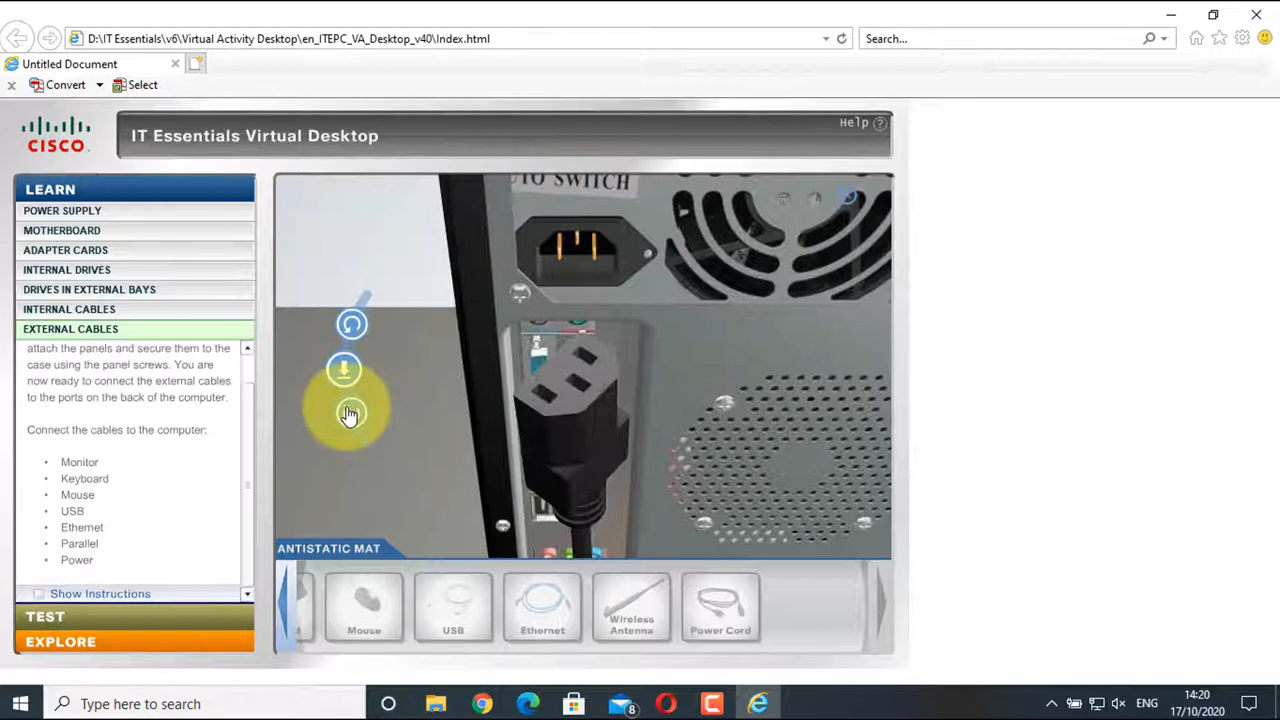 D:\IT Essentials\v6\Virtual Activity Desktop\en_ITEPC_VA_Desktop_v40\Index.html
Search...
Untitled Document
Convert
Select
CISCO
IT Essentials Virtual Desktop
Help ?
LEARN
POWER SUPPLY
MOTHERBOARD
ADAPTER CARDS
INTERNAL DRIVES
DRIVES IN EXTERNAL BAYS
INTERNAL CABLES
EXTERNAL CABLES
attach the panels and secure them to the
case using the panel screws. You are
now ready to connect the external cables
to the ports on the back of the computer.
Connect the cables to the computer:
• Monitor
• Keyboard
• Mouse
• USB
• Ethernet
• Parallel
• Power
Show Instructions
TEST
EXPLORE
SWITCH
ANTISTATIC MAT
Mouse
USB
Ethernet
Wireless
Antenna
Power Cord
Type here to search
8
ENG
14:20
17/10/2020